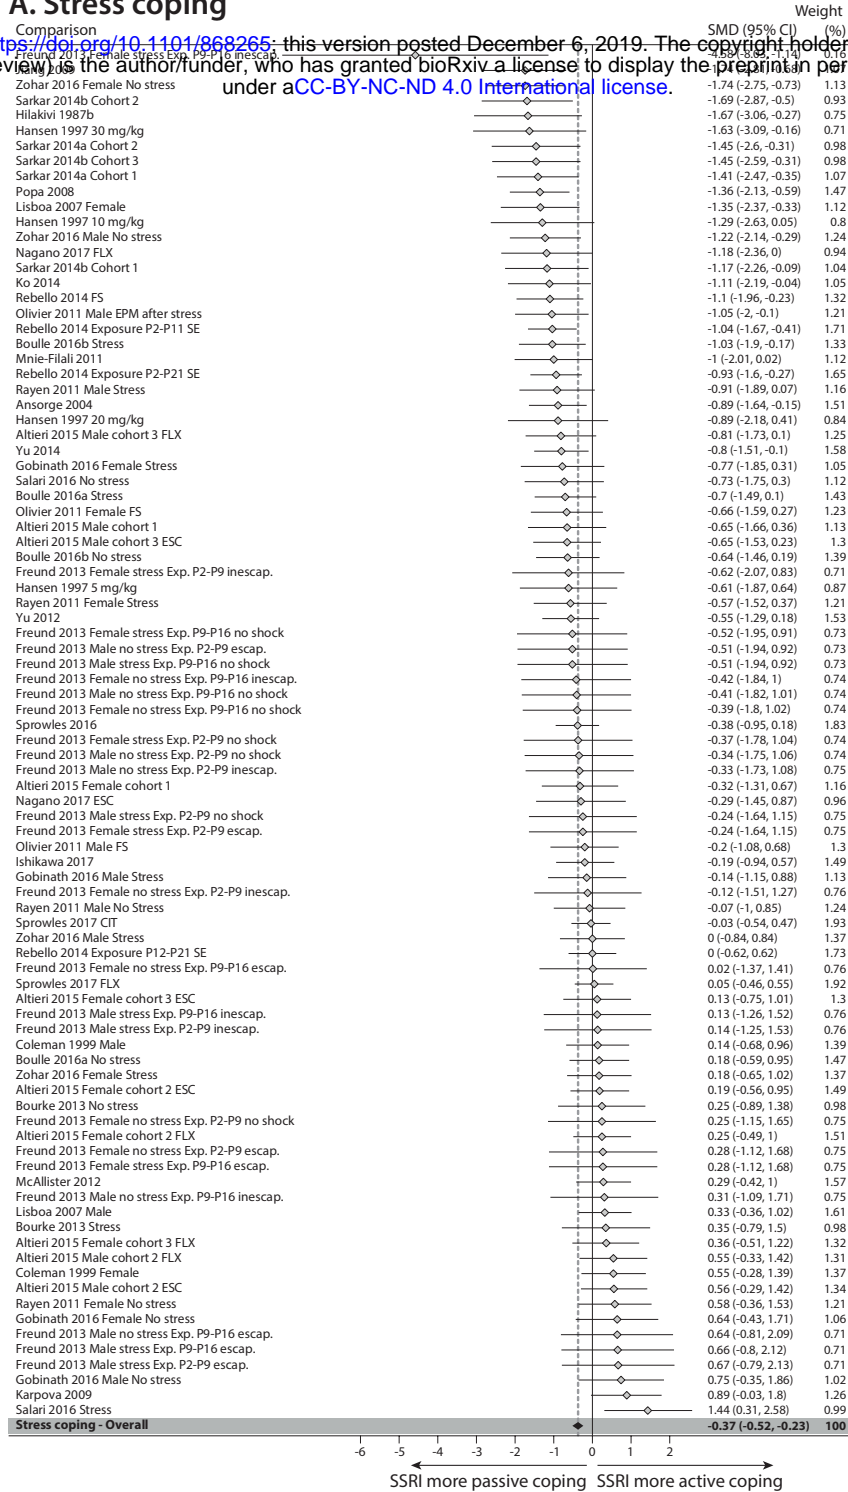 A. Stress coping
Weight
Comparison SMD (95% CI) (%)
tps://doi.org/10.1101/868265; this version posted December 6, 2019. The copyright holder
Freund 2013 Female stress Exp. P9-P16 inescap. -4.58 (-8.03, -1.14) 0.16
view) is the author/funder, who has granted bioRxiv a license to display the preprint in per
Jiang 2009
Zohar 2016 Female No stress -1.74 (-2.75, -0.73) 1.13
under aCC-BY-NC-ND 4.0 International license.
Sarkar 2014b Cohort 2 -1.69 (-2.87, -0.5) 0.93
Hilakivi 1987b -1.67 (-3.06, -0.27) 0.75
Hansen 1997 30 mg/kg -1.63 (-3.09, -0.16) 0.71
Sarkar 2014a Cohort 2 -1.45 (-2.6, -0.31) 0.98
Sarkar 2014b Cohort 3 -1.45 (-2.59, -0.31) 0.98
Sarkar 2014a Cohort 1 -1.41 (-2.47, -0.35) 1.07
Popa 2008 -1.36 (-2.13, -0.59) 1.47
Lisboa 2007 Female -1.35 (-2.37, -0.33) 1.12
Hansen 1997 10 mg/kg -1.29 (-2.63, 0.05) 0.8
Zohar 2016 Male No stress -1.22 (-2.14, -0.29) 1.24
Nagano 2017 FLX -1.18 (-2.36, 0) 0.94
Sarkar 2014b Cohort 1 -1.17 (-2.26, -0.09) 1.04
Ko 2014 -1.11 (-2.19, -0.04) 1.05
Rebello 2014 FS -1.1 (-1.96, -0.23) 1.32
Olivier 2011 Male EPM after stress -1.05 (-2, -0.1) 1.21
Rebello 2014 Exposure P2-P11 SE -1.04 (-1.67, -0.41) 1.71
Boulle 2016b Stress -1.03 (-1.9, -0.17) 1.33
Mnie-Filali 2011 -1 (-2.01, 0.02) 1.12
Rebello 2014 Exposure P2-P21 SE -0.93 (-1.6, -0.27) 1.65
Rayen 2011 Male Stress -0.91 (-1.89, 0.07) 1.16
Ansorge 2004 -0.89 (-1.64, -0.15) 1.51
Hansen 1997 20 mg/kg -0.89 (-2.18, 0.41) 0.84
Altieri 2015 Male cohort 3 FLX -0.81 (-1.73, 0.1) 1.25
Yu 2014 -0.8 (-1.51, -0.1) 1.58
Gobinath 2016 Female Stress -0.77 (-1.85, 0.31) 1.05
Salari 2016 No stress -0.73 (-1.75, 0.3) 1.12
Boulle 2016a Stress -0.7 (-1.49, 0.1) 1.43
Olivier 2011 Female FS -0.66 (-1.59, 0.27) 1.23
Altieri 2015 Male cohort 1 -0.65 (-1.66, 0.36) 1.13
Altieri 2015 Male cohort 3 ESC -0.65 (-1.53, 0.23) 1.3
Boulle 2016b No stress -0.64 (-1.46, 0.19) 1.39
Freund 2013 Female stress Exp. P2-P9 inescap. -0.62 (-2.07, 0.83) 0.71
Hansen 1997 5 mg/kg -0.61 (-1.87, 0.64) 0.87
Rayen 2011 Female Stress -0.57 (-1.52, 0.37) 1.21
Yu 2012 -0.55 (-1.29, 0.18) 1.53
Freund 2013 Female stress Exp. P9-P16 no shock -0.52 (-1.95, 0.91) 0.73
Freund 2013 Male no stress Exp. P2-P9 escap. -0.51 (-1.94, 0.92) 0.73
Freund 2013 Male stress Exp. P9-P16 no shock -0.51 (-1.94, 0.92) 0.73
Freund 2013 Female no stress Exp. P9-P16 inescap. -0.42 (-1.84, 1) 0.74
Freund 2013 Male no stress Exp. P9-P16 no shock -0.41 (-1.82, 1.01) 0.74
Freund 2013 Female no stress Exp. P9-P16 no shock -0.39 (-1.8, 1.02) 0.74
Sprowles 2016 -0.38 (-0.95, 0.18) 1.83
Freund 2013 Female stress Exp. P2-P9 no shock -0.37 (-1.78, 1.04) 0.74
Freund 2013 Male no stress Exp. P2-P9 no shock -0.34 (-1.75, 1.06) 0.74
Freund 2013 Male no stress Exp. P2-P9 inescap. -0.33 (-1.73, 1.08) 0.75
Altieri 2015 Female cohort 1 -0.32 (-1.31, 0.67) 1.16
Nagano 2017 ESC -0.29 (-1.45, 0.87) 0.96
Freund 2013 Male stress Exp. P2-P9 no shock -0.24 (-1.64, 1.15) 0.75
Freund 2013 Female stress Exp. P2-P9 escap. -0.24 (-1.64, 1.15) 0.75
Olivier 2011 Male FS -0.2 (-1.08, 0.68) 1.3
Ishikawa 2017 -0.19 (-0.94, 0.57) 1.49
Gobinath 2016 Male Stress -0.14 (-1.15, 0.88) 1.13
Freund 2013 Female no stress Exp. P2-P9 inescap. -0.12 (-1.51, 1.27) 0.76
Rayen 2011 Male No Stress -0.07 (-1, 0.85) 1.24
Sprowles 2017 CIT -0.03 (-0.54, 0.47) 1.93
Zohar 2016 Male Stress 0 (-0.84, 0.84) 1.37
Rebello 2014 Exposure P12-P21 SE 0 (-0.62, 0.62) 1.73
Freund 2013 Female no stress Exp. P9-P16 escap. 0.02 (-1.37, 1.41) 0.76
Sprowles 2017 FLX 0.05 (-0.46, 0.55) 1.92
Altieri 2015 Female cohort 3 ESC 0.13 (-0.75, 1.01) 1.3
Freund 2013 Male stress Exp. P9-P16 inescap. 0.13 (-1.26, 1.52) 0.76
Freund 2013 Male stress Exp. P2-P9 inescap. 0.14 (-1.25, 1.53) 0.76
Coleman 1999 Male 0.14 (-0.68, 0.96) 1.39
Boulle 2016a No stress 0.18 (-0.59, 0.95) 1.47
Zohar 2016 Female Stress 0.18 (-0.65, 1.02) 1.37
Altieri 2015 Female cohort 2 ESC 0.19 (-0.56, 0.95) 1.49
Bourke 2013 No stress 0.25 (-0.89, 1.38) 0.98
Freund 2013 Female no stress Exp. P2-P9 no shock 0.25 (-1.15, 1.65) 0.75
Altieri 2015 Female cohort 2 FLX 0.25 (-0.49, 1) 1.51
Freund 2013 Female no stress Exp. P2-P9 escap. 0.28 (-1.12, 1.68) 0.75
Freund 2013 Female stress Exp. P9-P16 escap. 0.28 (-1.12, 1.68) 0.75
McAllister 2012 0.29 (-0.42, 1) 1.57
Freund 2013 Male no stress Exp. P9-P16 inescap. 0.31 (-1.09, 1.71) 0.75
Lisboa 2007 Male 0.33 (-0.36, 1.02) 1.61
Bourke 2013 Stress 0.35 (-0.79, 1.5) 0.98
Altieri 2015 Female cohort 3 FLX 0.36 (-0.51, 1.22) 1.32
Altieri 2015 Male cohort 2 FLX 0.55 (-0.33, 1.42) 1.31
Coleman 1999 Female 0.55 (-0.28, 1.39) 1.37
Altieri 2015 Male cohort 2 ESC 0.56 (-0.29, 1.42) 1.34
Rayen 2011 Female No stress 0.58 (-0.36, 1.53) 1.21
Gobinath 2016 Female No stress 0.64 (-0.43, 1.71) 1.06
Freund 2013 Male no stress Exp. P9-P16 escap. 0.64 (-0.81, 2.09) 0.71
Freund 2013 Male stress Exp. P9-P16 escap. 0.66 (-0.8, 2.12) 0.71
Freund 2013 Male stress Exp. P2-P9 escap. 0.67 (-0.79, 2.13) 0.71
Gobinath 2016 Male No stress 0.75 (-0.35, 1.86) 1.02
Karpova 2009 0.89 (-0.03, 1.8) 1.26
Salari 2016 Stress 1.44 (0.31, 2.58) 0.99
Stress coping - Overall -0.37 (-0.52, -0.23) 100
-6 -5 -4 -3 -2 -1 0 1 2
SSRI more passive coping SSRI more active coping